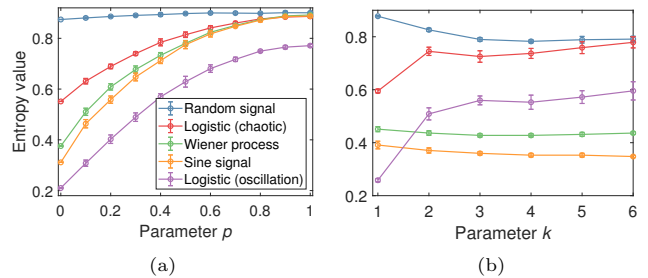 Entropy value
0.8
0.6
0.4
0.2
0 0.2 0.4 0.6 0.8 1
Parameter p
Random signal
Logistic (chaotic)
Wiener process
Sine signal
Logistic (oscillation)
(a)
0.8
0.6
0.4
0.2
1 2 3 4 5 6
Parameter k
(b)